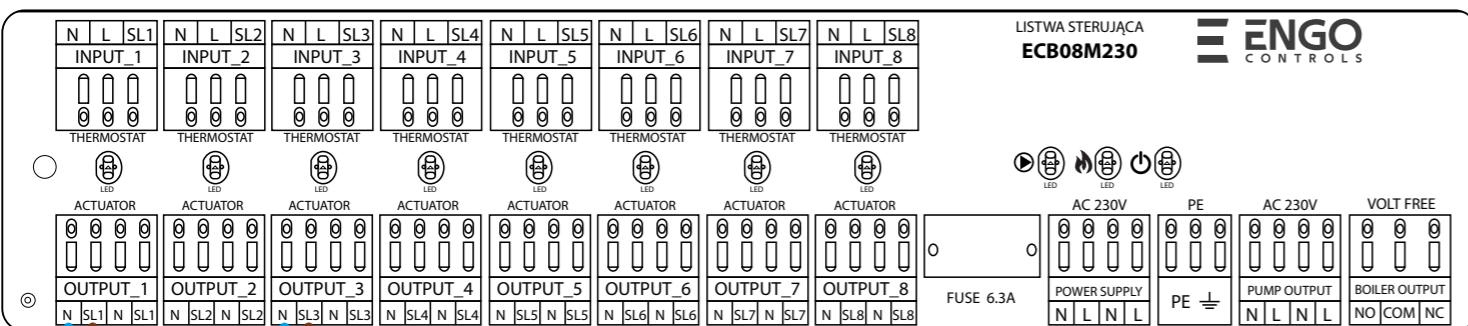 LISTWA STERUJĄCA
ECB08M230
ENGO
CONTROLS
N L SL1 N L SL2 N L SL3 N L SL4 N L SL5 N L SL6 N L SL7 N L SL8
INPUT_1 INPUT_2 INPUT_3 INPUT_4 INPUT_5 INPUT_6 INPUT_7 INPUT_8
THERMOSTAT THERMOSTAT THERMOSTAT THERMOSTAT THERMOSTAT THERMOSTAT THERMOSTAT THERMOSTAT
LED LED LED LED LED LED LED LED LED LED LED
ACTUATOR ACTUATOR ACTUATOR ACTUATOR ACTUATOR ACTUATOR ACTUATOR ACTUATOR AC 230V PE AC 230V VOLT FREE
OUTPUT_1 OUTPUT_2 OUTPUT_3 OUTPUT_4 OUTPUT_5 OUTPUT_6 OUTPUT_7 OUTPUT_8 FUSE 6.3A POWER SUPPLY PE PUMP OUTPUT BOILER OUTPUT
N SL1 N SL1 N SL2 N SL2 N SL3 N SL3 N SL4 N SL4 N SL5 N SL5 N SL6 N SL6 N SL7 N SL7 N SL8 N SL8 N L N L N L N L NO COM NC